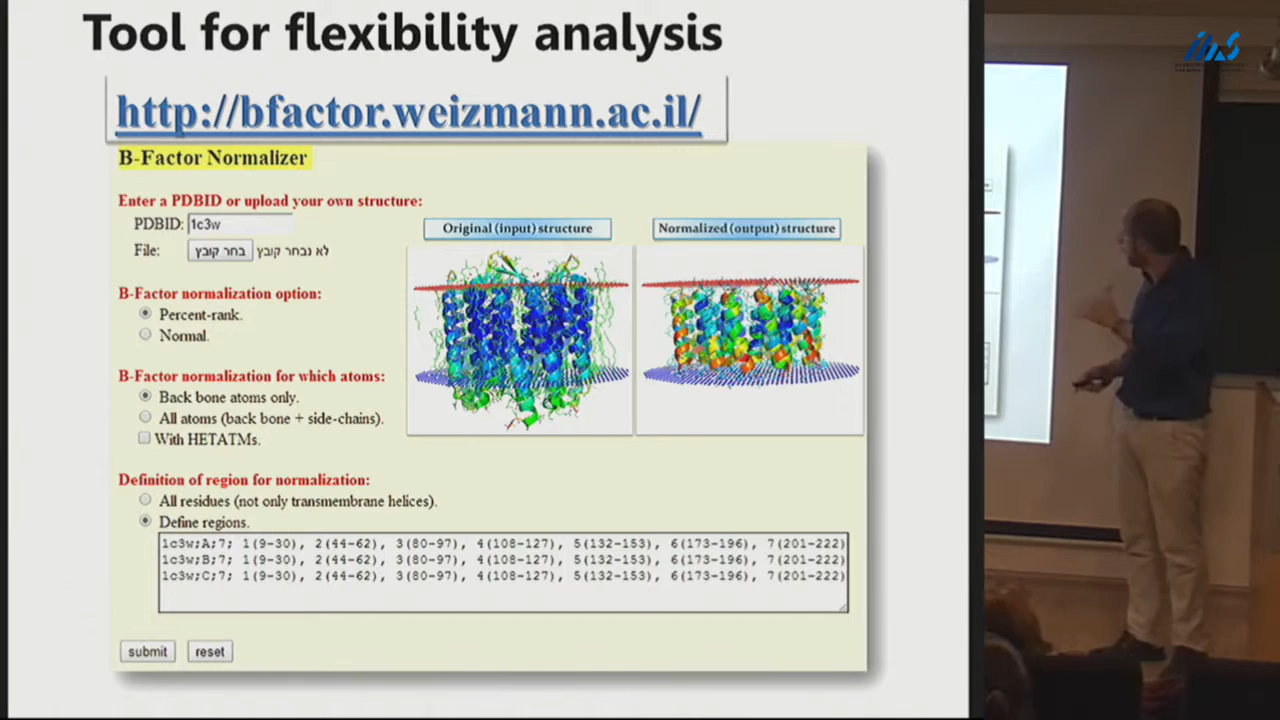 Tool for flexibility analysis
http://bfactor.weizmann.ac.il/
B-Factor Normalizer
Enter a PDBID or upload your own structure:
PDBID: 1c3w
File: בחר קובץ לא נבחר קובץ
Original (input) structure
Normalized (output) structure
B-Factor normalization option:
Percent-rank.
Normal.
B-Factor normalization for which atoms:
Back bone atoms only.
All atoms (back bone + side-chains).
With HETATMs.
Definition of region for normalization:
All residues (not only transmembrane helices).
Define regions.
1c3w;A;7; 1(9-30), 2(44-62), 3(80-97), 4(108-127), 5(132-153), 6(173-196), 7(201-222)
1c3w;B;7; 1(9-30), 2(44-62), 3(80-97), 4(108-127), 5(132-153), 6(173-196), 7(201-222)
1c3w;C;7; 1(9-30), 2(44-62), 3(80-97), 4(108-127), 5(132-153), 6(173-196), 7(201-222)
submit
reset